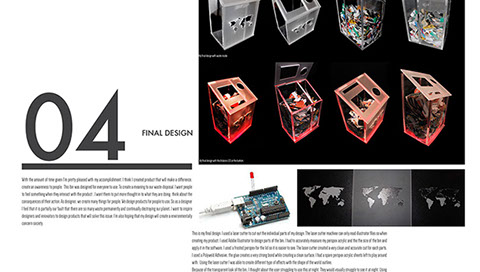 04
FINAL DESIGN
With the amount of time given I'm pretty pleased with my accomplishment. I think I created product that will make a difference,
create an awareness to people. This Bin was designed for everyone to use. To create a meaning to our waste disposal. I want people
to feel something when they interact with the product. I want them to put more thought in to what they are doing, think about the
consequences of their action. As designer, we create many things for people. We design products for people to use. Do as a designer
I feel that it is partially our fault that there are so many waste permanently and continually destroying our planet. I want to inspire
designers and innovators to design products that will solve this issue. I'm also hoping that my design will create a environmentally
concern society.
This is my final design. I used a laser cutter to cut out the individual parts of my design. The laser cutter machine can only read Illustrator files so when
creating my product I used Adobe Illustrator to design parts of the bin. I had to accurately measure my perspex acrylic and the size of the bin and
apply it in the software. I used a frosted perspex for the lid so it is easier to see. The laser cutter created a very clean and accurate cut for each parts.
I used a Polyweld Adhesive, the glue creates a very strong bond while creating a clean surface. I had a spare perspex acrylic sheets left to play around
with. Using the laser cutter I was able to create different type of effects with the shape of the world outline.
Because of the transparent look of the bin, I thought about the user struggling to use this at night. They would usually struggle to see it at night. Using